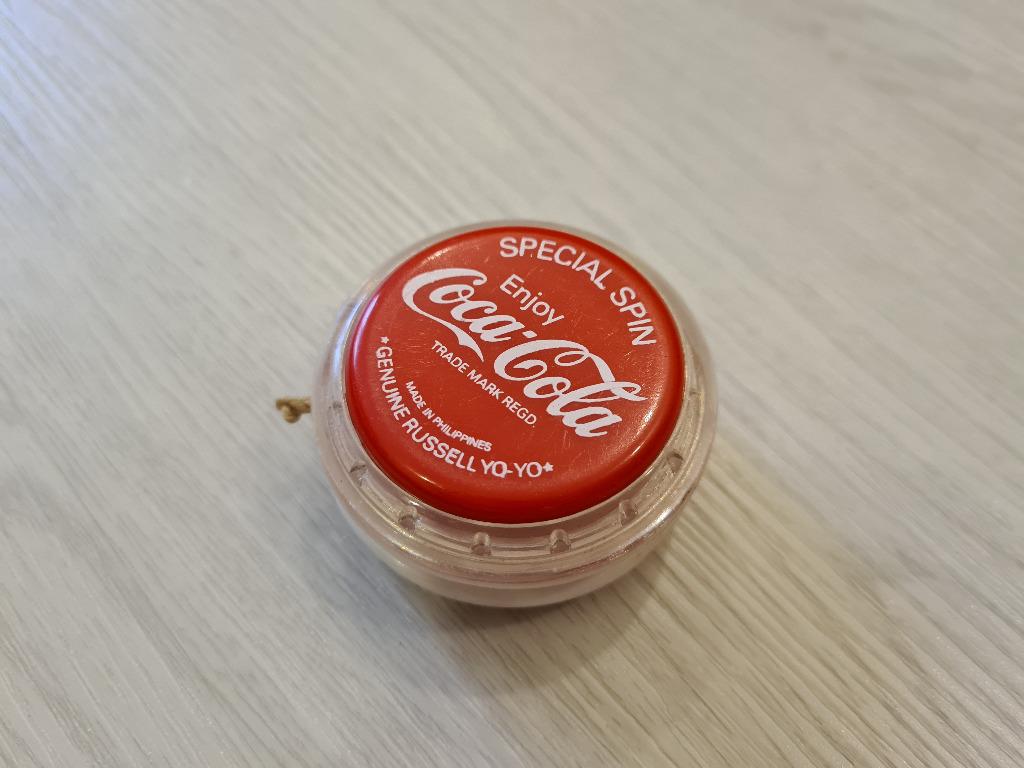 SPECIAL SPIN
Enjoy
Coca-Cola
TRADE MARK REGD.
MADE IN PHILIPPINES
★GENUINE RUSSELL YO-YO★